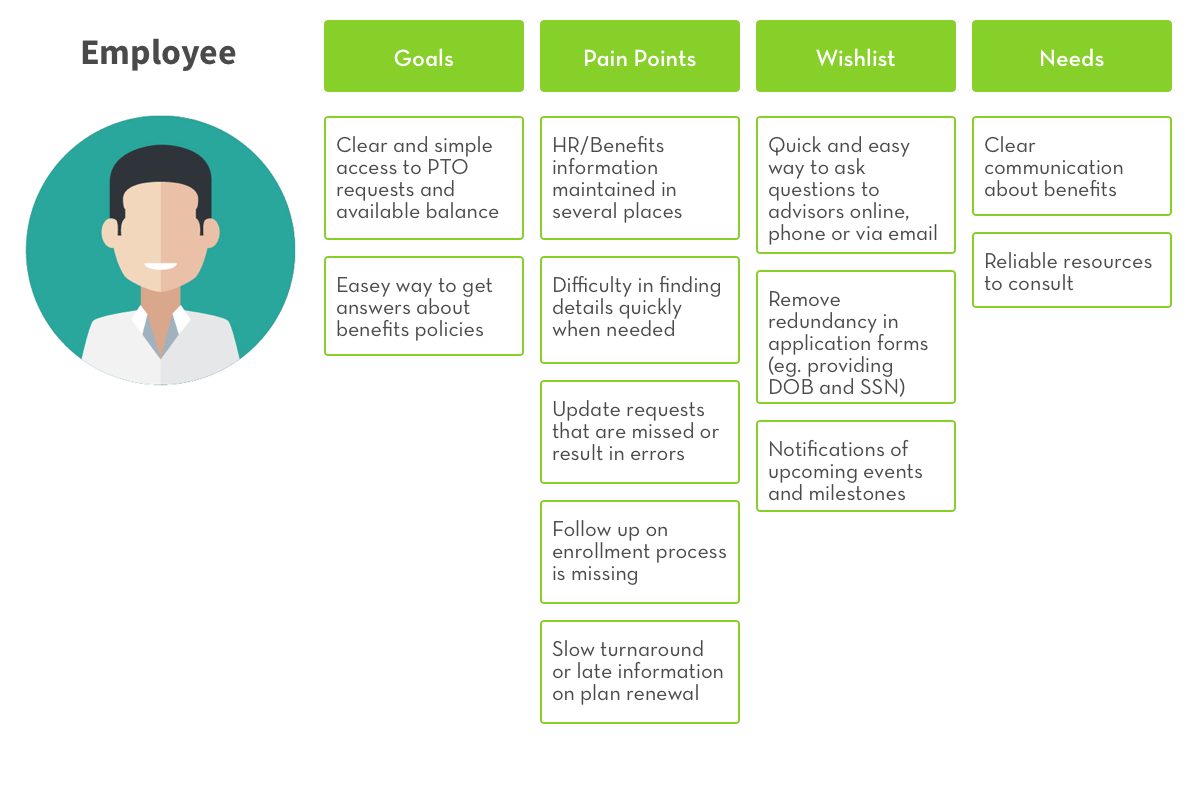 Employee
Goals
Clear and simple
access to PTO
requests and
available balance
Easey way to get
answers about
benefits policies
Pain Points
HR/Benefits
information
maintained in
several places
Difficulty in finding
details quickly
when needed
Update requests
that are missed or
result in errors
Follow up on
enrollment process
is missing
Slow turnaround
or late information
on plan renewal
Wishlist
Quick and easy
way to ask
questions to
advisors online,
phone or via email
Remove
redundancy in
application forms
(eg. providing
DOB and SSN)
Notifications of
upcoming events
and milestones
Needs
Clear
communication
about benefits
Reliable resources
to consult